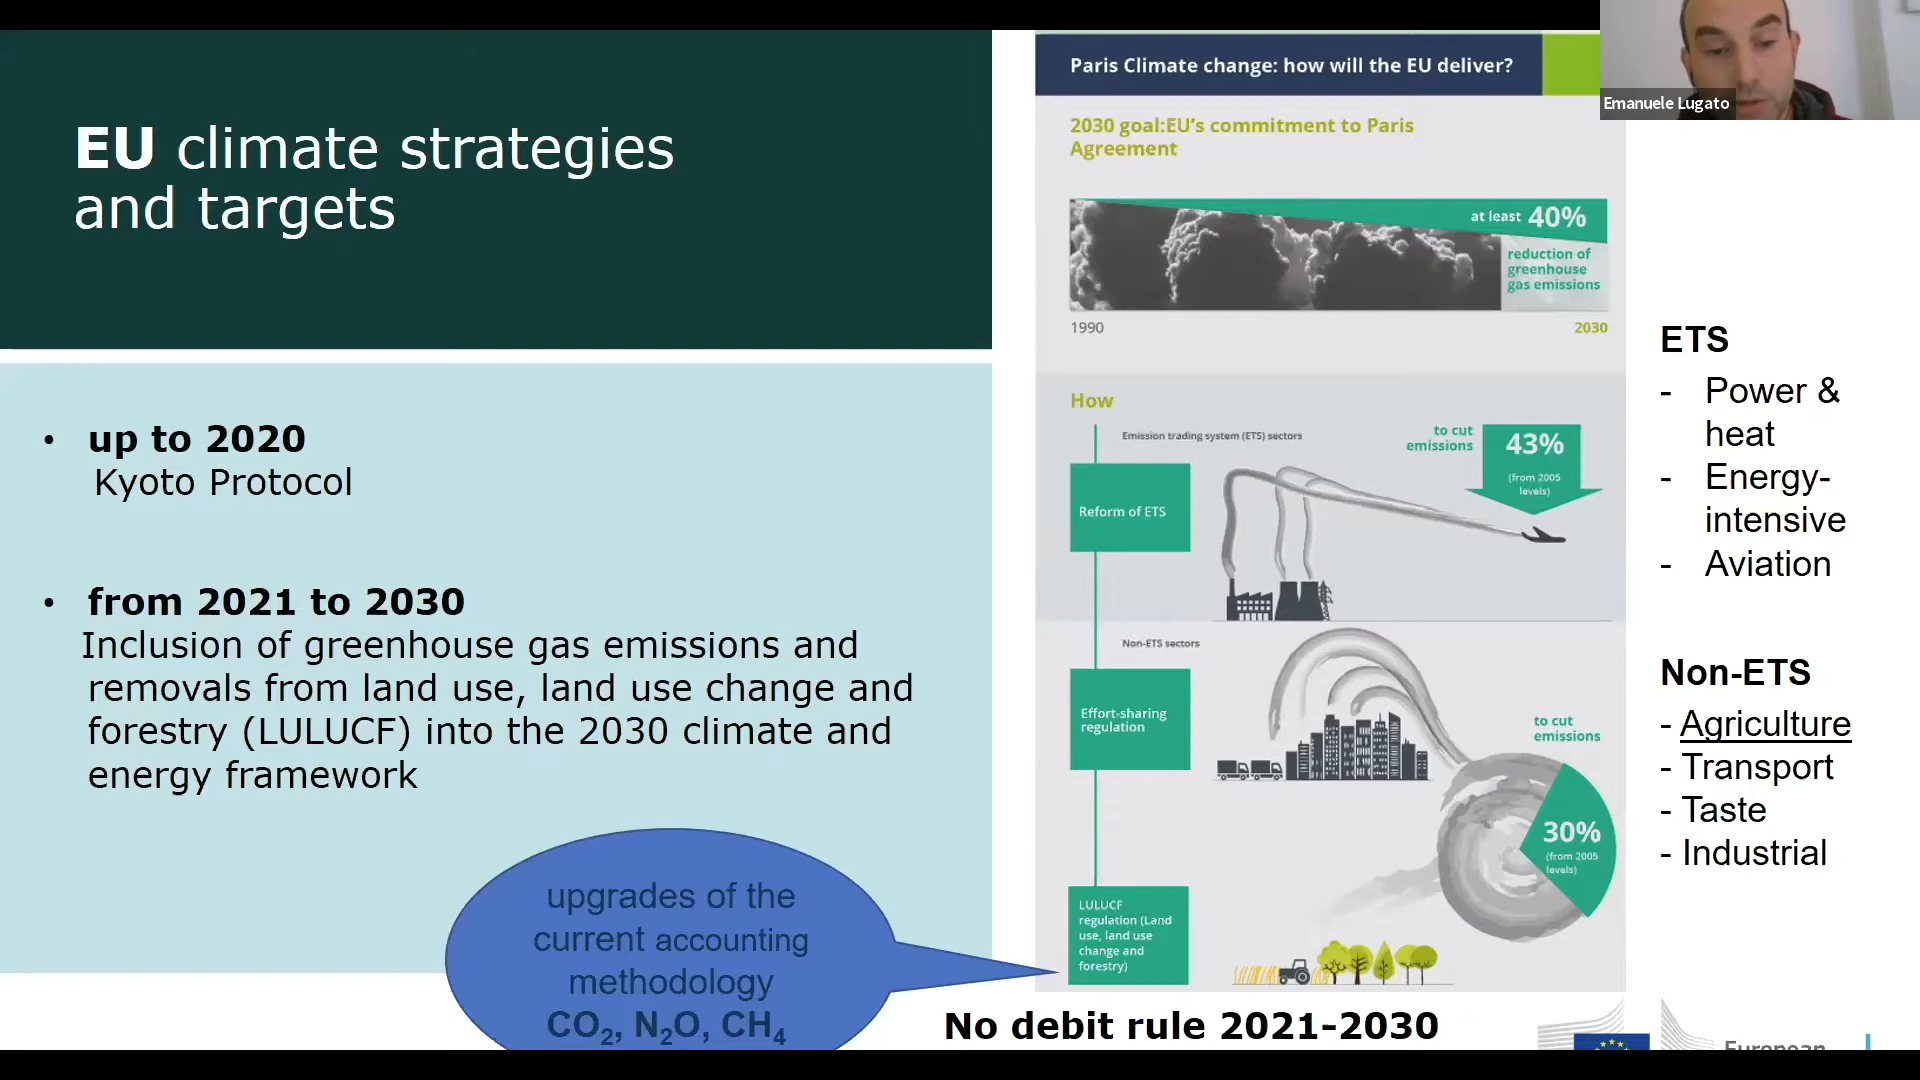 EU climate strategies
and targets
• up to 2020
Kyoto Protocol
• from 2021 to 2030
Inclusion of greenhouse gas emissions and
removals from land use, land use change and
forestry (LULUCF) into the 2030 climate and
energy framework
upgrades of the
current accounting
methodology
CO2, N2O, CH4
Paris Climate change: how will the EU deliver?
2030 goal:EU's commitment to Paris
Agreement
at least 40%
reduction of
greenhouse
gas emissions
1990
2030
How
Emission trading system (ETS) sectors
to cut
emissions
43%
(from 2005
levels)
Reform of ETS
Non-ETS sectors
Effort-sharing
regulation
to cut
emissions
30%
(from 2005
levels)
LULUCF
regulation (Land
use, land use
change and
forestry)
No debit rule 2021-2030
Emanuele Lugato
ETS
- Power &
heat
- Energy-
intensive
- Aviation
Non-ETS
- Agriculture
- Transport
- Taste
- Industrial
European